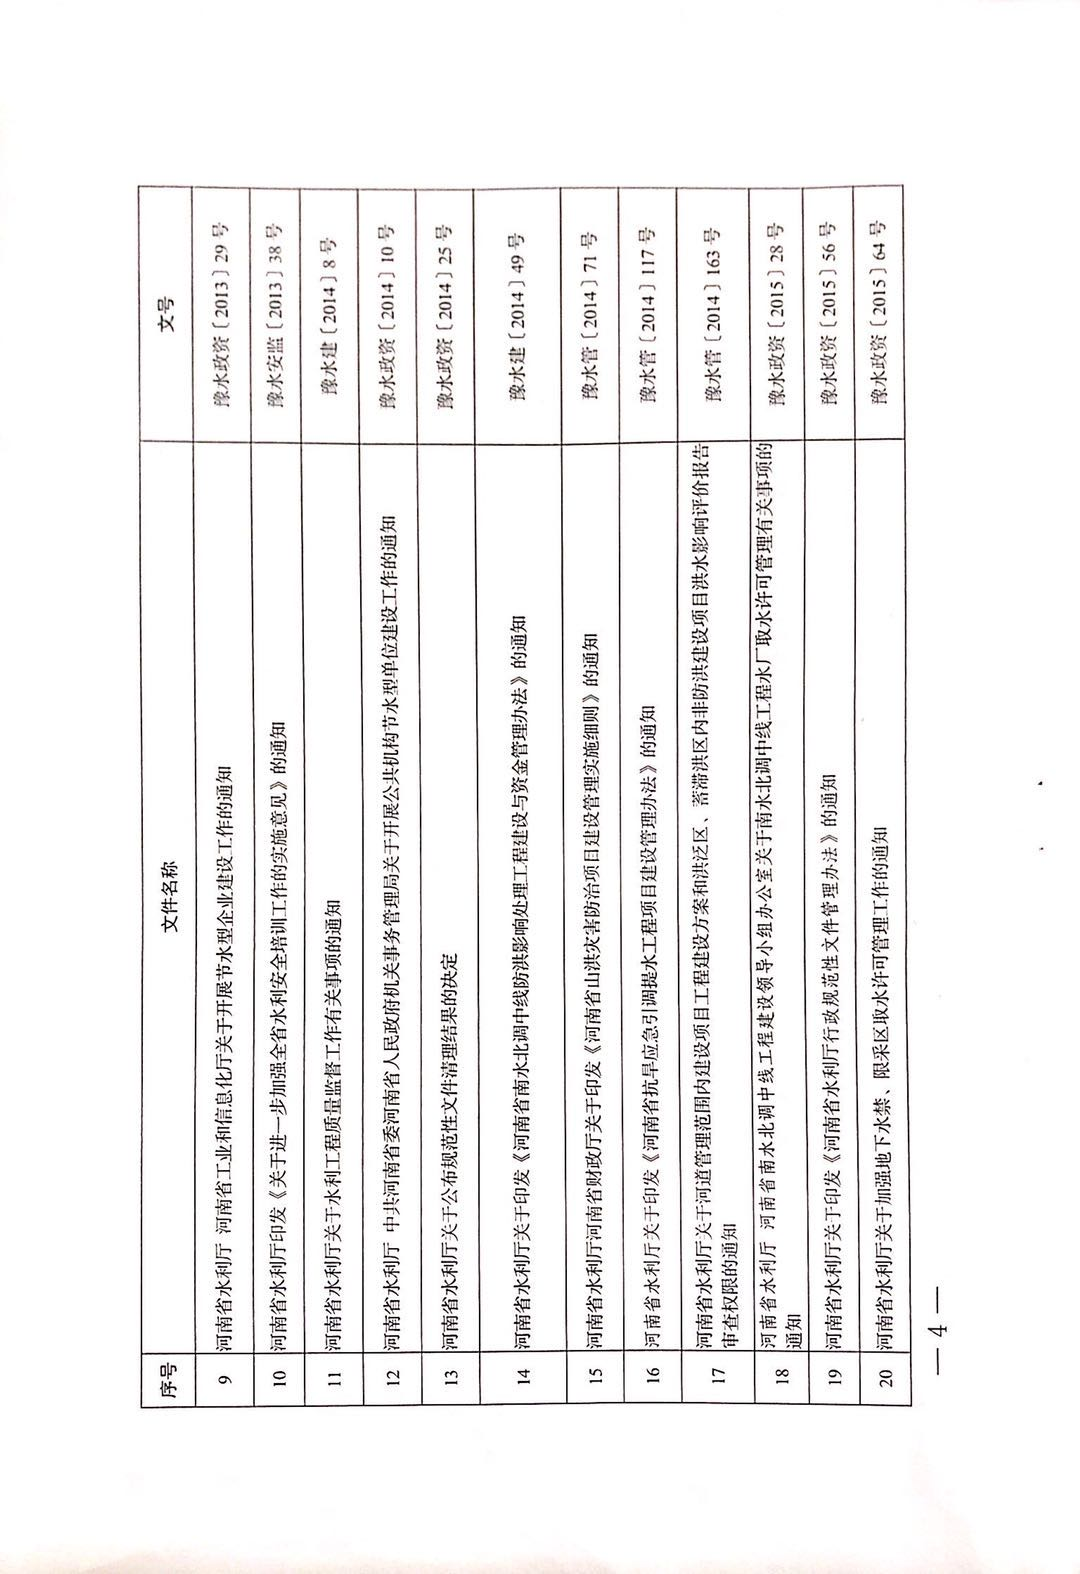 序号 文件名称 文号
9 河南省水利厅 河南省工业和信息化厅关于开展节水型企业建设工作的通知 豫水政资〔2013〕29号
10 河南省水利厅印发《关于进一步加强全省水利安全培训工作的实施意见》的通知 豫水安监〔2013〕38号
11 河南省水利厅关于水利工程质量监督工作有关事项的通知 豫水建〔2014〕8号
12 河南省水利厅 中共河南省委河南省人民政府机关事务管理局关于开展公共机构节水型单位建设工作的通知 豫水政资〔2014〕10号
13 河南省水利厅关于公布规范性文件清理结果的决定 豫水政资〔2014〕25号
14 河南省水利厅关于印发《河南省南水北调中线防洪影响处理工程建设与资金管理办法》的通知 豫水建〔2014〕49号
15 河南省水利厅河南省财政厅关于印发《河南省山洪灾害防治项目建设管理实施细则》的通知 豫水管〔2014〕71号
16 河南省水利厅关于印发《河南省抗旱应急引调提水工程项目建设管理办法》的通知 豫水管〔2014〕117号
17 河南省水利厅关于河道管理范围内建设项目工程建设方案和洪泛区、蓄滞洪区内非防洪建设项目洪水影响评价报告 豫水管〔2014〕163号
审查权限的通知
18 河南省水利厅 河南省南水北调中线工程建设领导小组办公室关于南水北调中线工程水厂取水许可管理有关事项的 豫水政资〔2015〕28号
通知
19 河南省水利厅关于印发《河南省水利厅行政规范性文件管理办法》的通知 豫水政资〔2015〕56号
20 河南省水利厅关于加强地下水禁、限采区取水许可管理工作的通知 豫水政资〔2015〕64号
— 4 —